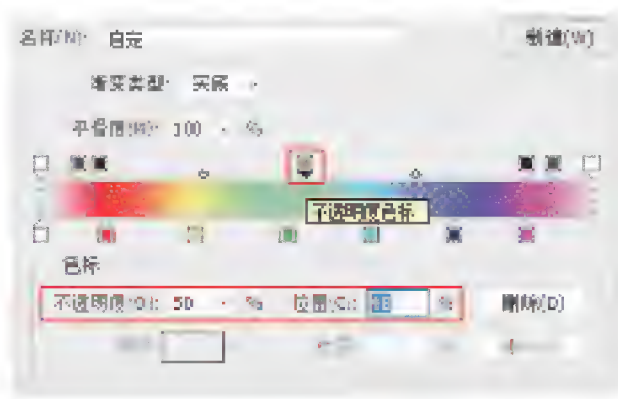 名称(N): 自定 新建(W)
渐变类型: 实底
平滑度(M): 100 %
不透明度色标
色标
不透明度(O): 50 % 位置(C): %
删除(D)